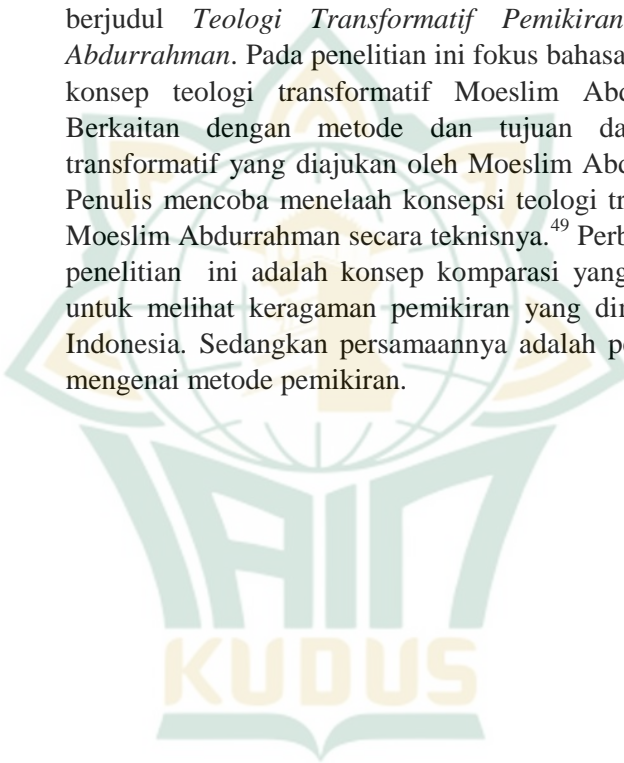 berjudul Teologi Transformatif Pemikiran
Abdurrahman. Pada penelitian ini fokus bahasa
konsep teologi transformatif Moeslim Abd
Berkaitan dengan metode dan tujuan da
transformatif yang diajukan oleh Moeslim Abd
Penulis mencoba menelaah konsepsi teologi tr
Moeslim Abdurrahman secara teknisnya.49 Perb
penelitian ini adalah konsep komparasi yang
untuk melihat keragaman pemikiran yang di
Indonesia. Sedangkan persamaannya adalah p
mengenai metode pemikiran.
IAIN
KUDUS